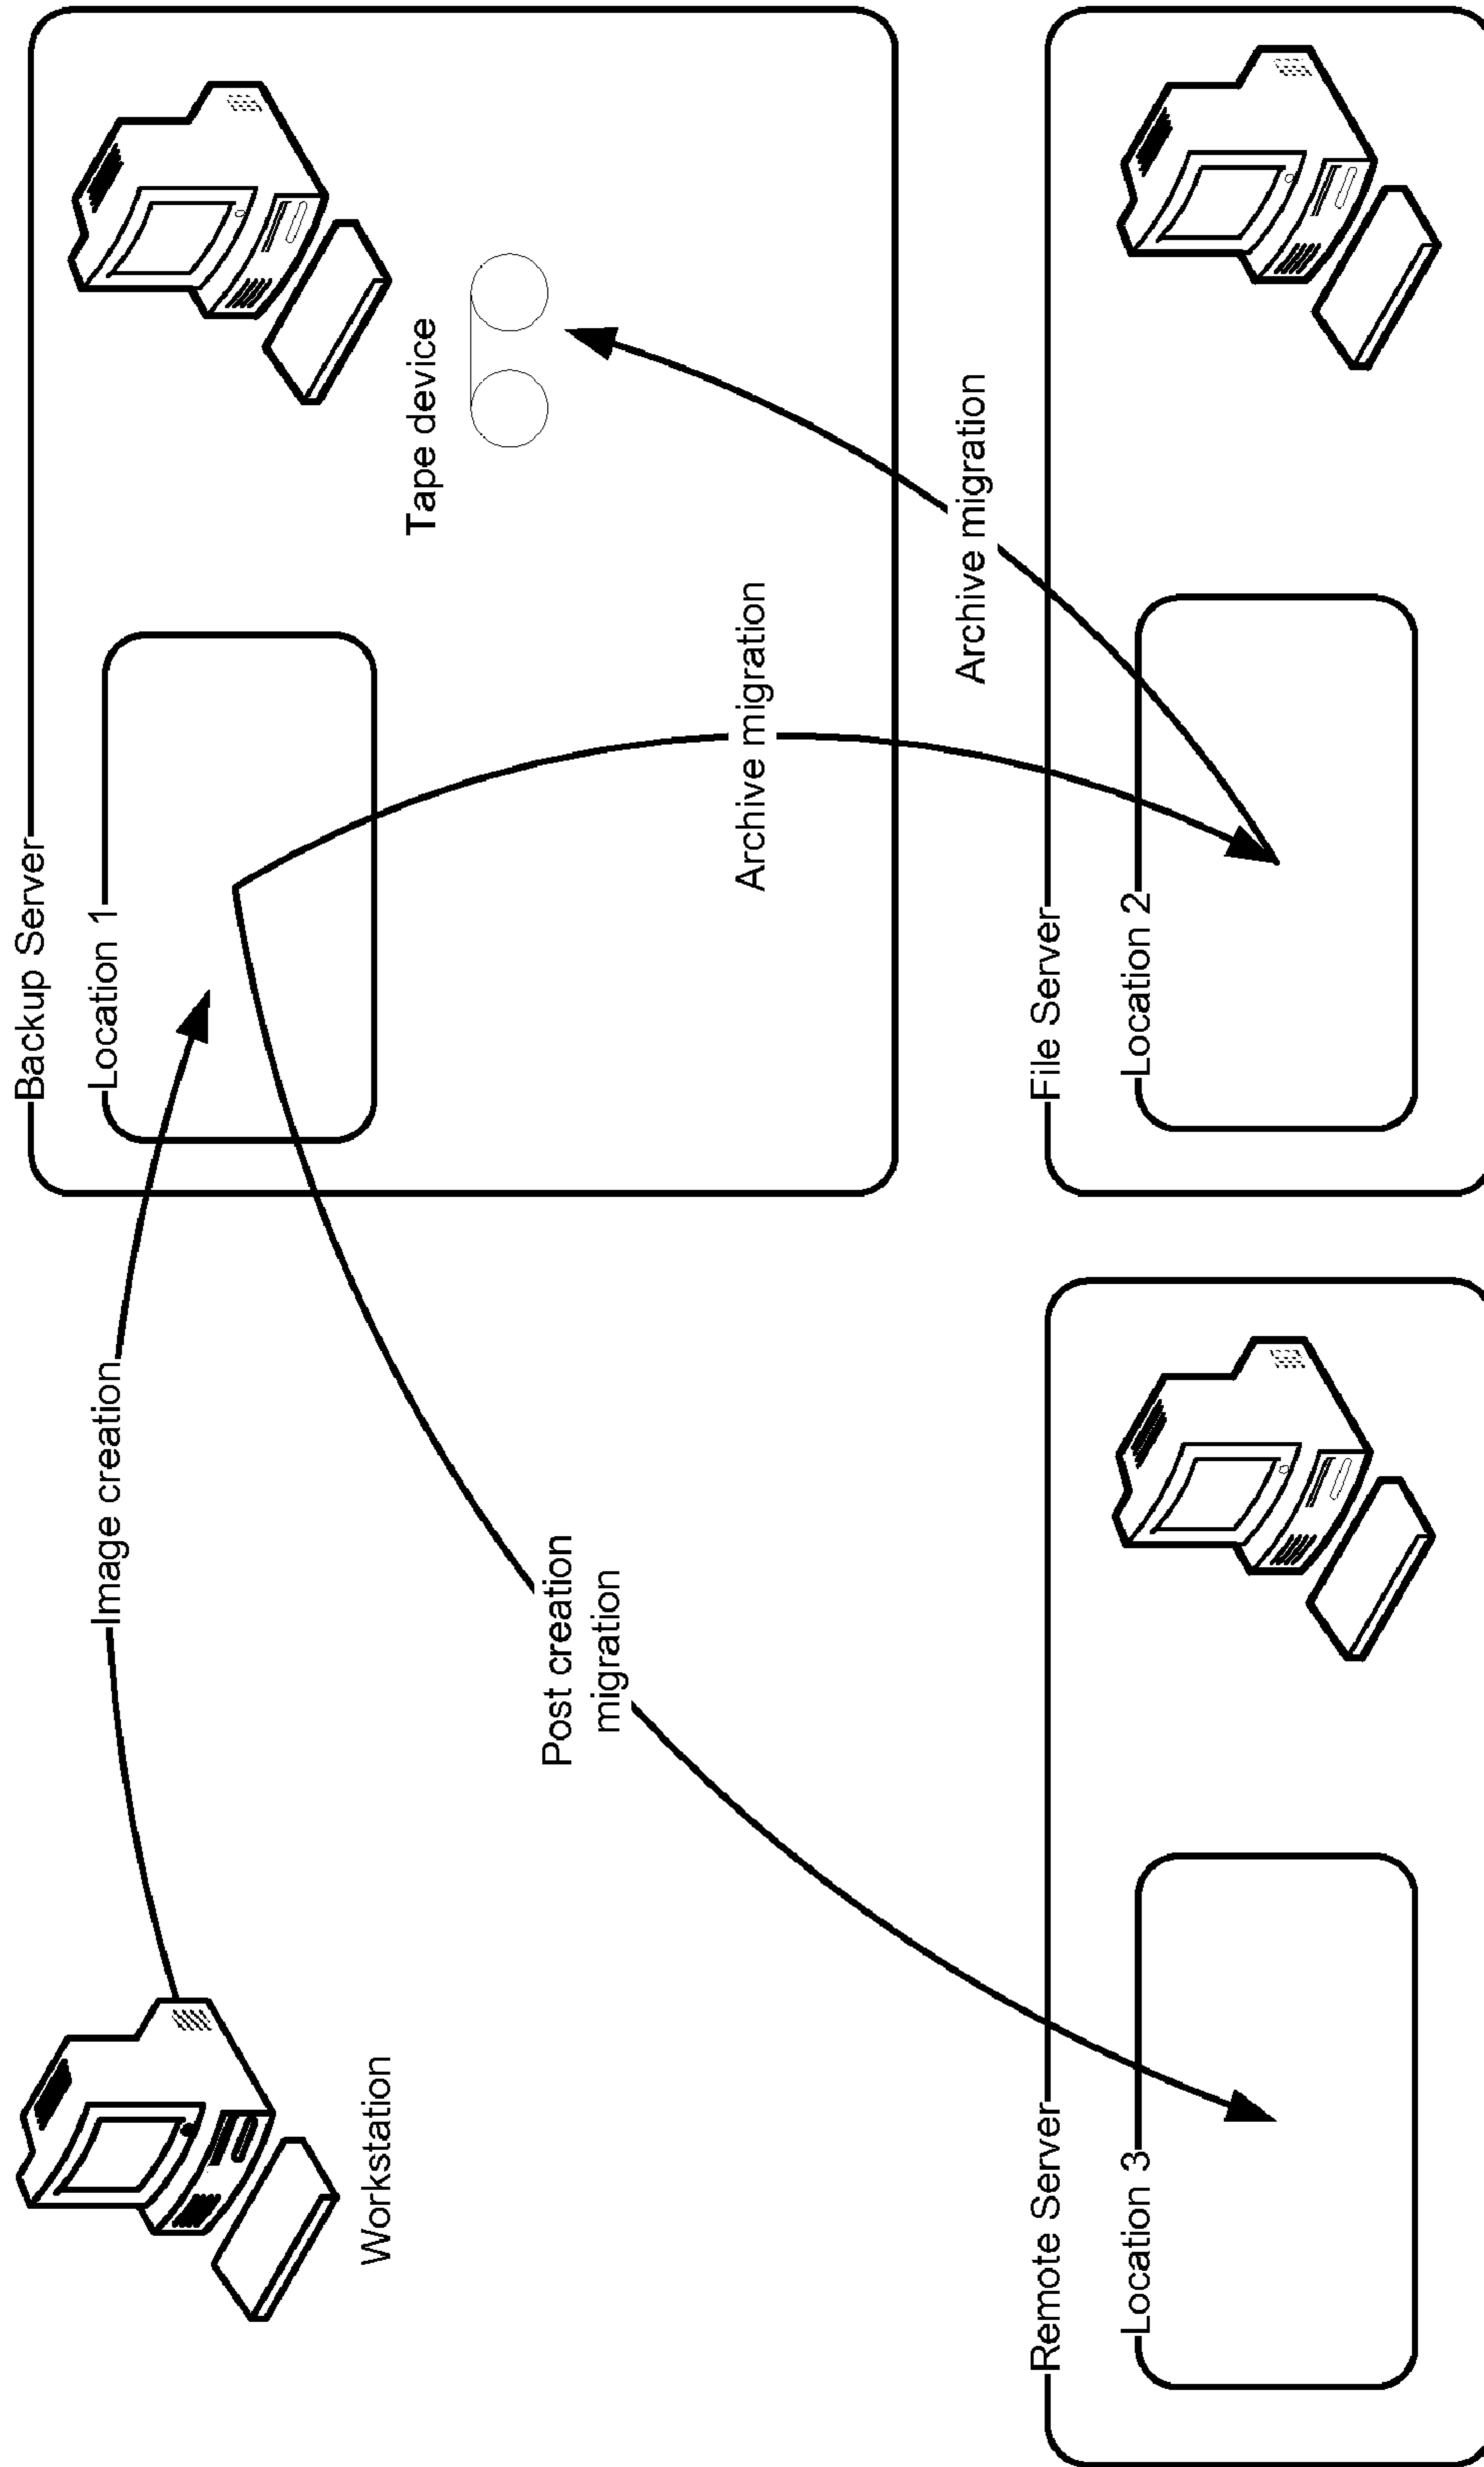 Workstation
Image creation
Backup Server
Location 1
Tape device
Post creation
migration
Archive migration
Archive migration
Remote Server
Location 3
File Server
Location 2